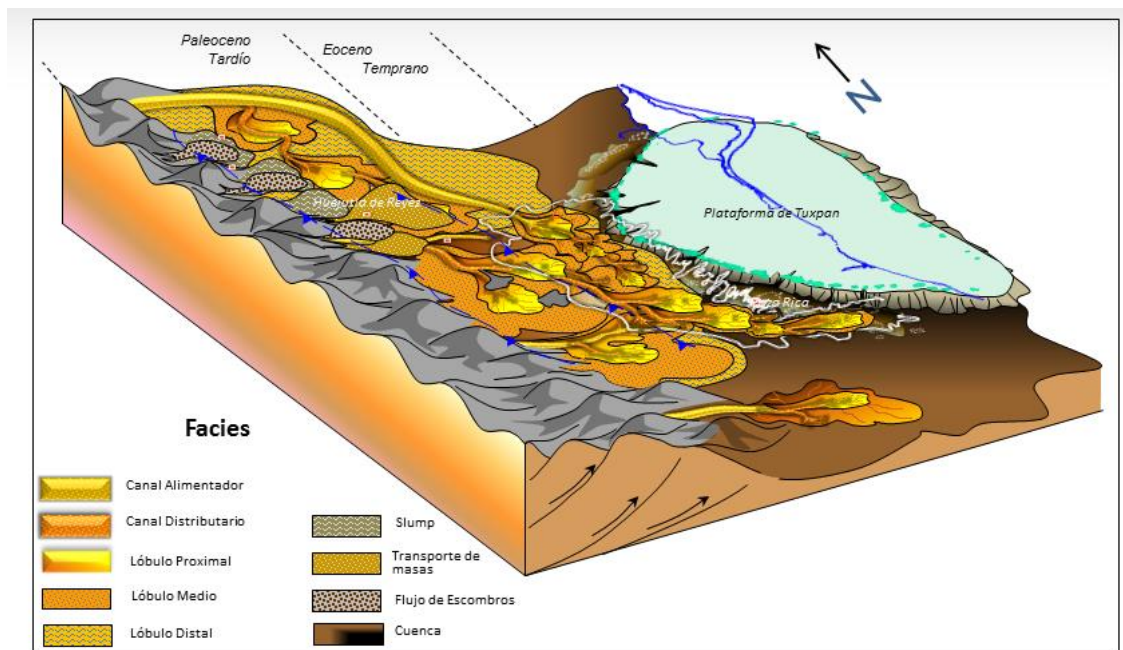 Paleoceno
Tardío
Eoceno
Temprano
N
Huejutla de Reyes
Plataforma de Tuxpan
Rica
Facies
Canal Alimentador
Canal Distributario
Lóbulo Proximal
Lóbulo Medio
Lóbulo Distal
Slump
Transporte de
masas
Flujo de Escombros
Cuenca